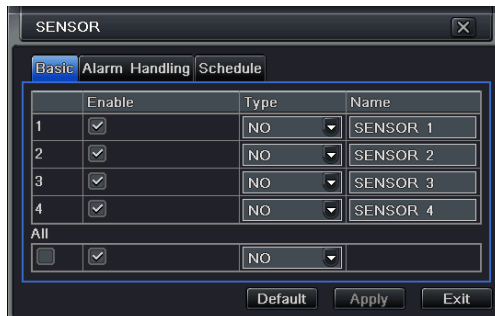 SENSOR
Basic Alarm Handling Schedule
Enable Type Name
1 NO SENSOR 1
2 NO SENSOR 2
3 NO SENSOR 3
4 NO SENSOR 4
All
NO
Default Apply Exit